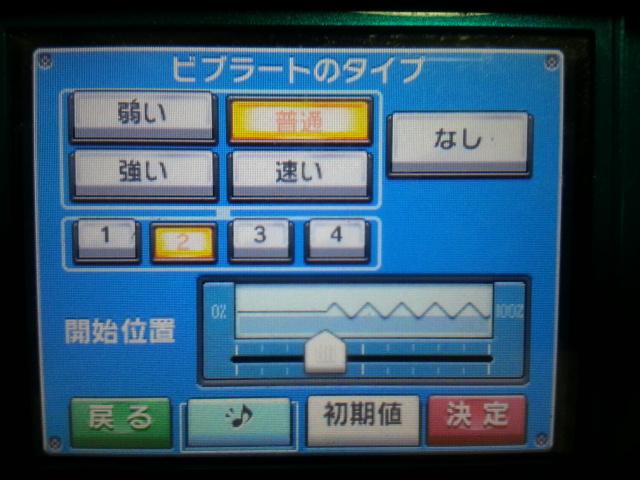 ビブラートのタイプ
弱い 普通 なし
強い 速い
1 2 3 4
0% 100%
開始位置
戻る 初期値 決定